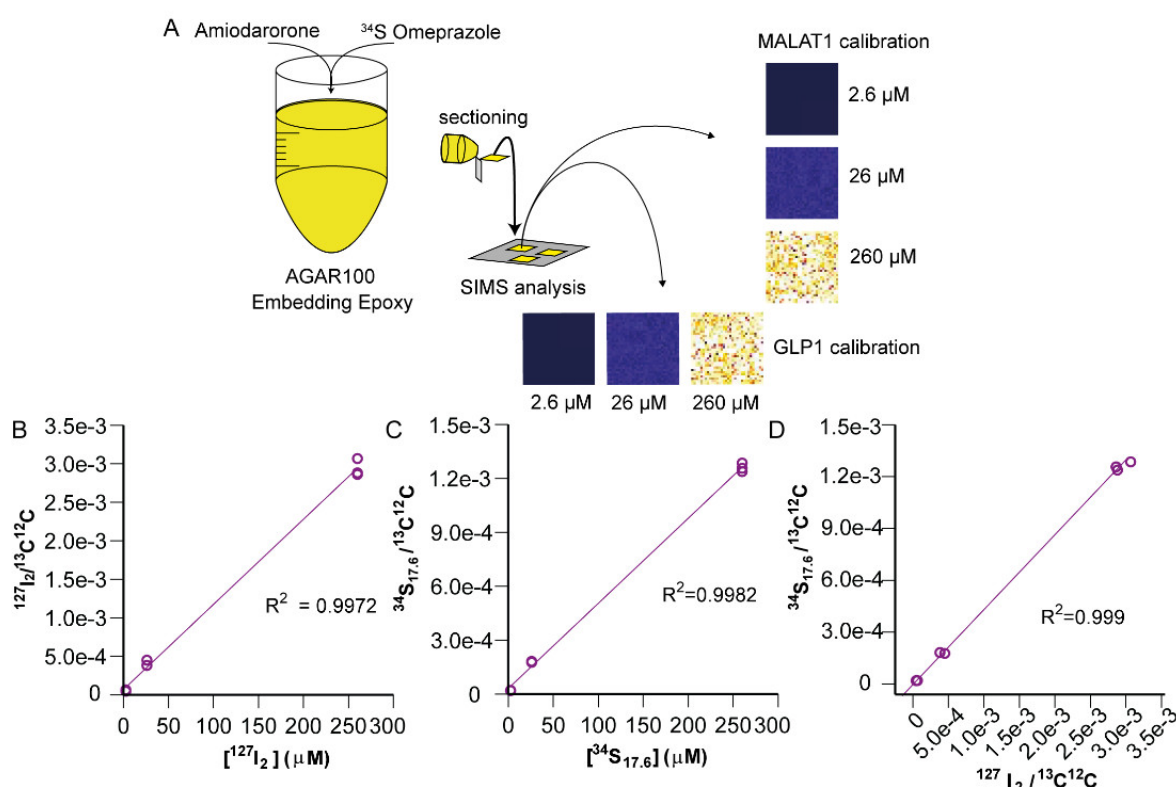 A
Amiodarorone
³⁴S Omeprazole
AGAR100
Embedding Epoxy
sectioning
SIMS analysis
MALAT1 calibration
2.6 µM
26 µM
260 µM
GLP1 calibration
2.6 µM 26 µM 260 µM
B
3.5e-3
3.0e-3
2.5e-3
2.0e-3
1.5e-3
5.0e-4
0
¹²⁷I₂/¹³C¹²C
R² = 0.9972
0 50 100 150 200 250 300
[¹²⁷I₂] (µM)
C
1.5e-3
1.2e-3
9.0e-4
6.0e-4
3.0e-4
0
³⁴S₁₇.₆/¹³C¹²C
R²=0.9982
0 50 100 150 200 250 300
[³⁴S₁₇.₆] (µM)
D
1.5e-3
1.2e-3
9.0e-4
6.0e-4
3.0e-4
0
³⁴S₁₇.₆/¹³C¹²C
R²=0.999
0 5.0e-4 1.0e-3 1.5e-3 2.0e-3 2.5e-3 3.0e-3 3.5e-3
¹²⁷I₂/¹³C¹²C